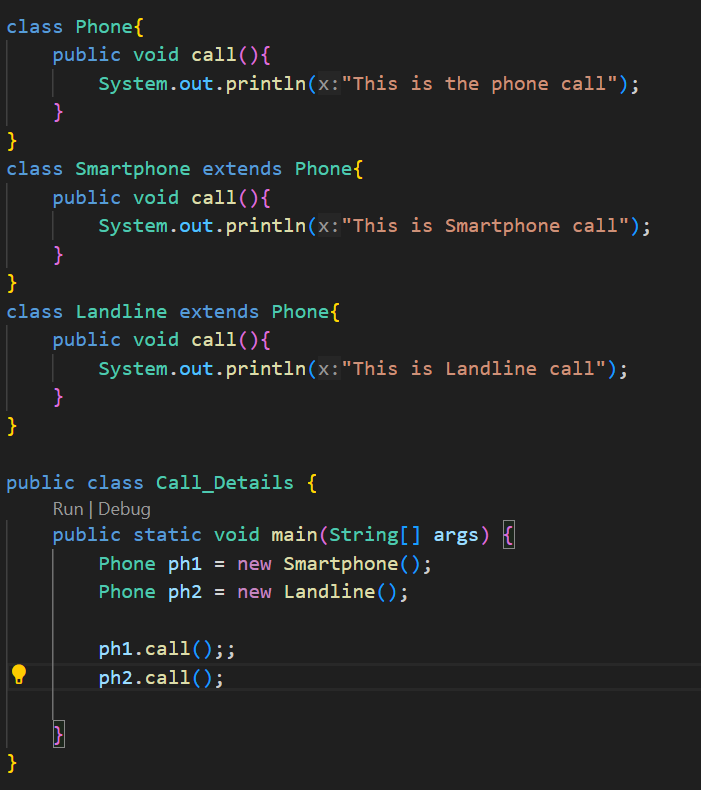 class Phone{
    public void call(){
        System.out.println(x:"This is the phone call");
    }
}
class Smartphone extends Phone{
    public void call(){
        System.out.println(x:"This is Smartphone call");
    }
}
class Landline extends Phone{
    public void call(){
        System.out.println(x:"This is Landline call");
    }
}

public class Call_Details {
    Run | Debug
    public static void main(String[] args) {
        Phone ph1 = new Smartphone();
        Phone ph2 = new Landline();

        ph1.call();;
        ph2.call();

    }
}